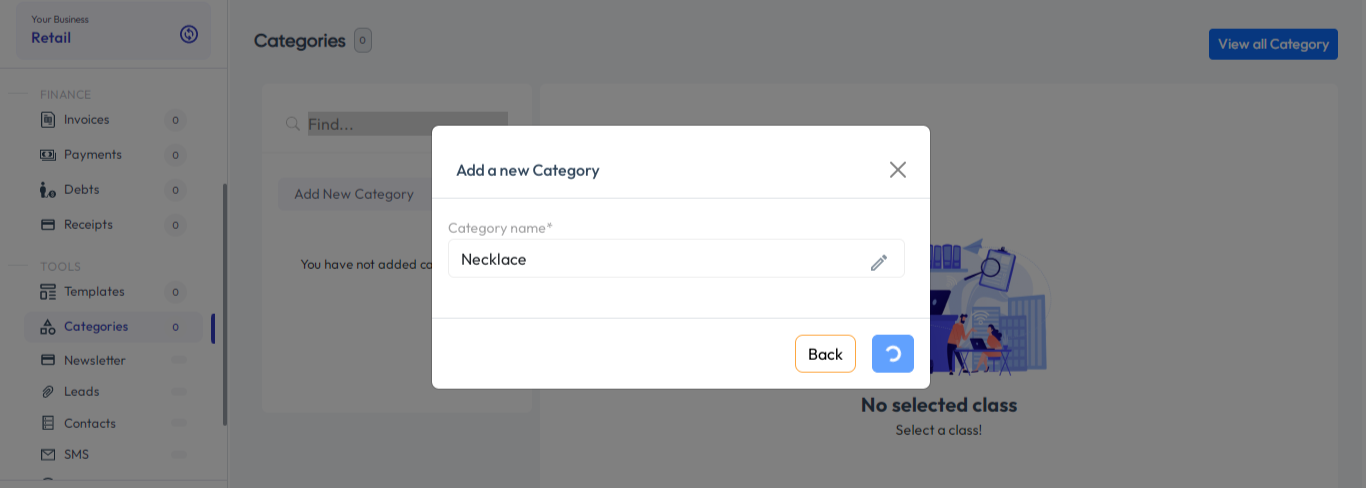 Your Business
Retail
FINANCE
Invoices 0
Payments 0
Debts 0
Receipts 0
TOOLS
Templates 0
Categories 0
Newsletter
Leads
Contacts
SMS
Categories 0
View all Category
Find...
Add New Category
You have not added ca
Add a new Category
Category name*
Necklace
Back
No selected class
Select a class!